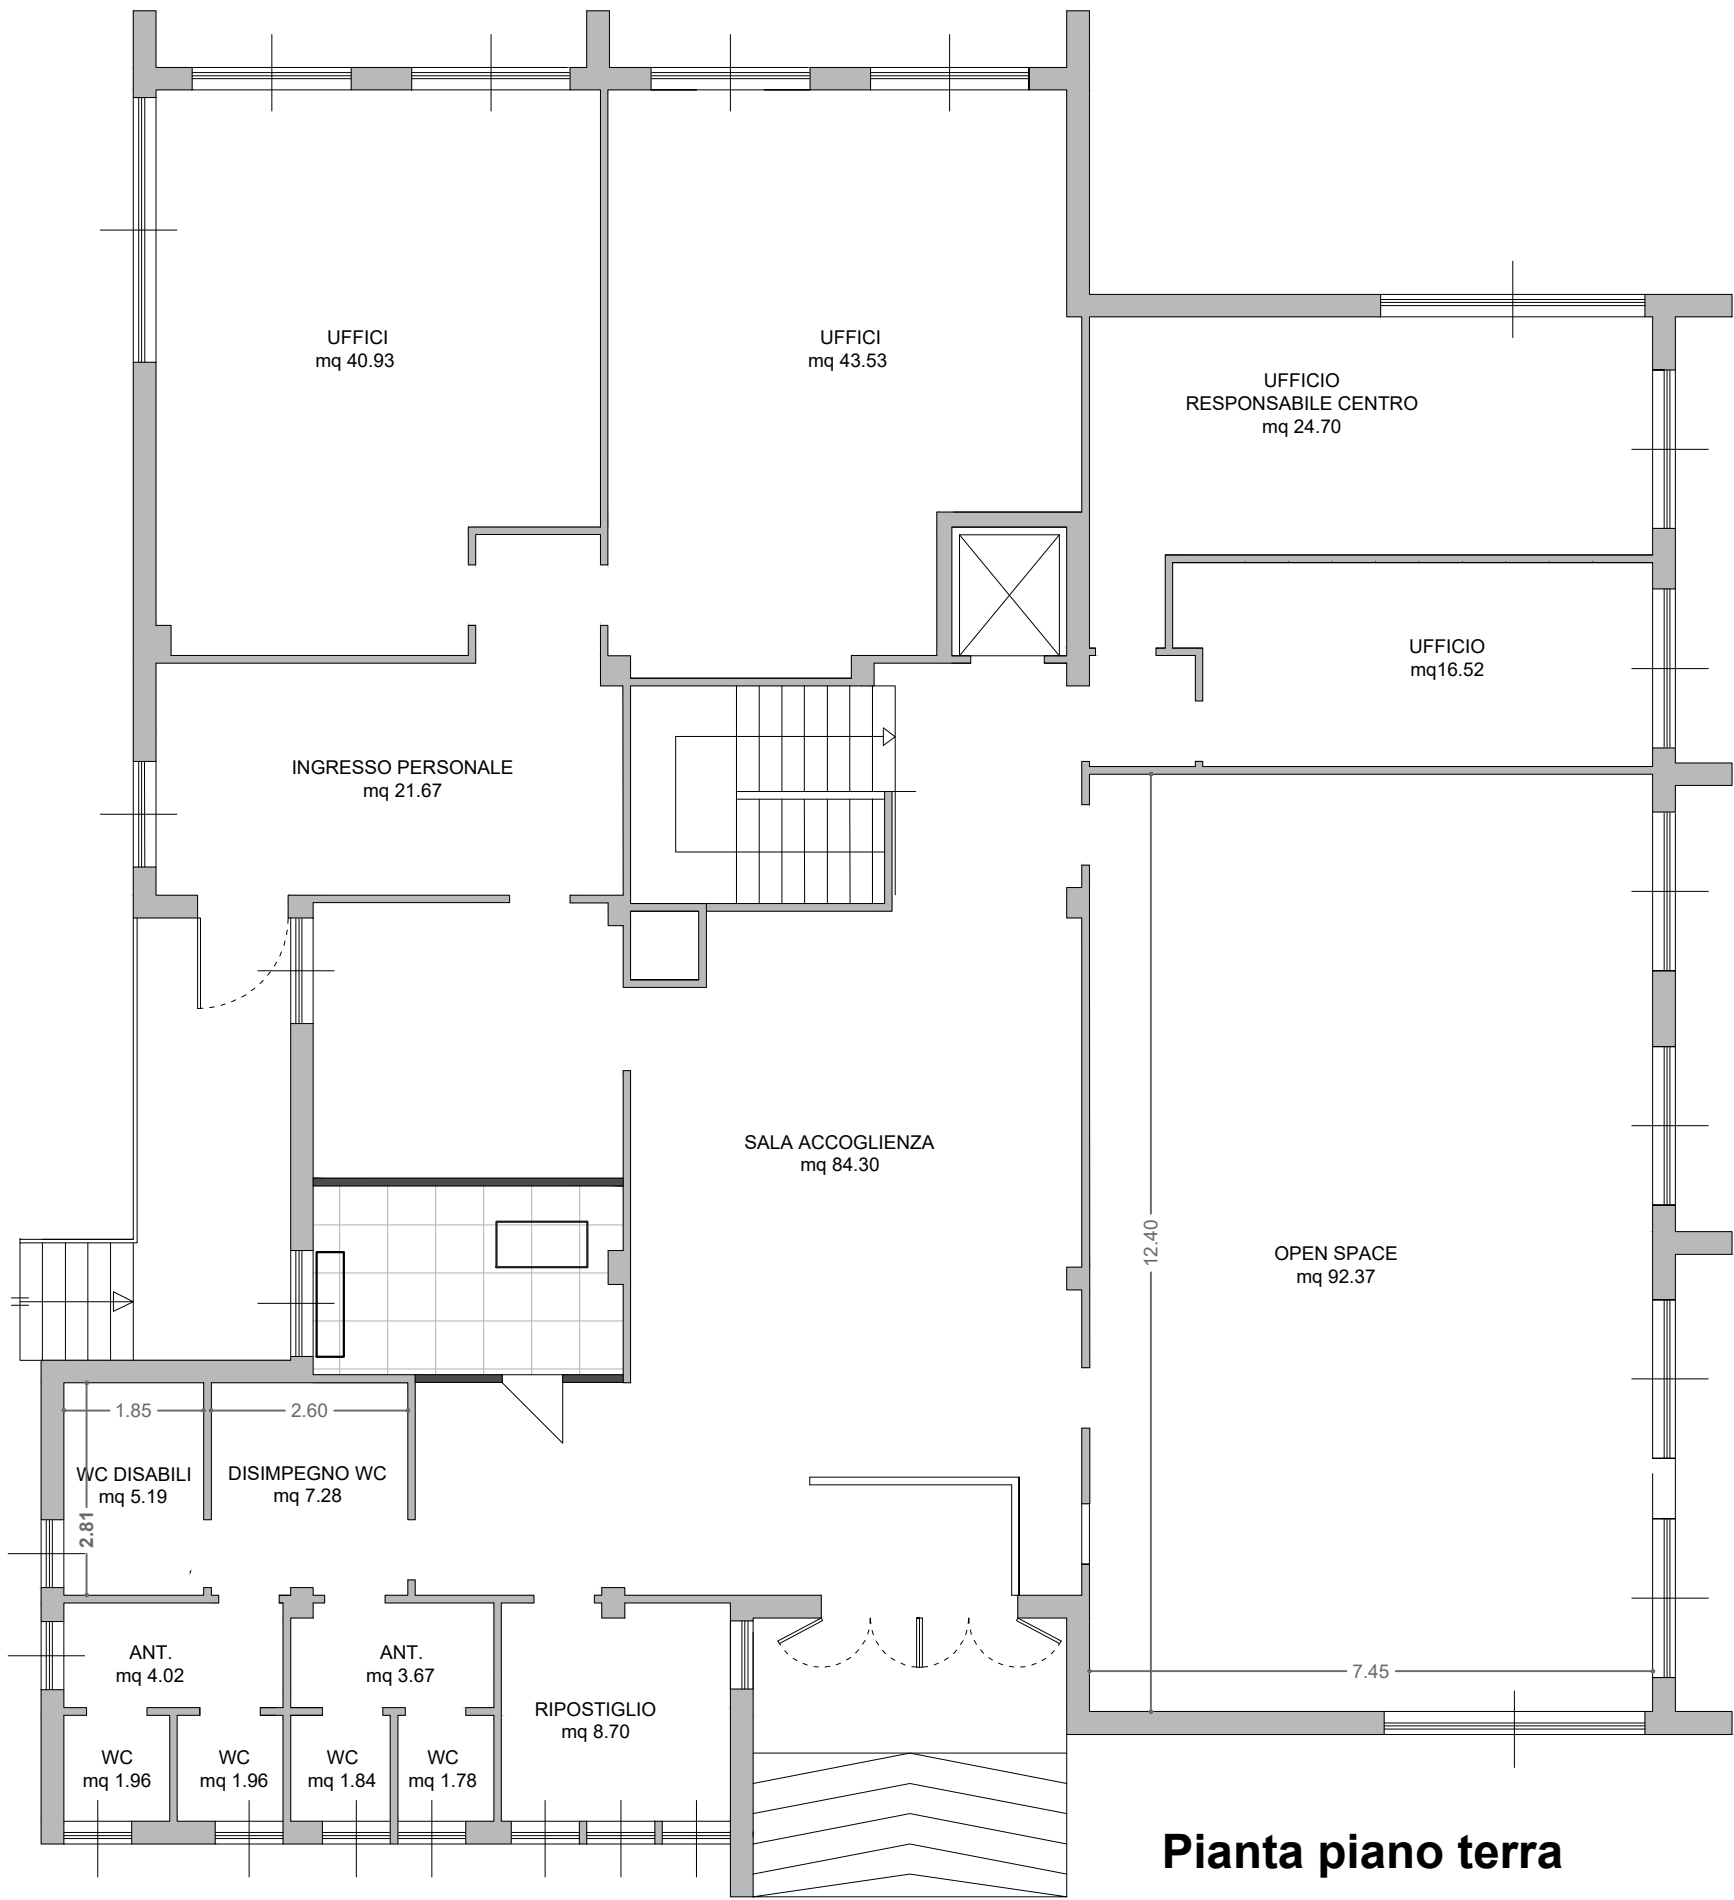 UFFICI
mq 40.93
UFFICI
mq 43.53
UFFICIO
RESPONSABILE CENTRO
mq 24.70
UFFICIO
mq16.52
INGRESSO PERSONALE
mq 21.67
SALA ACCOGLIENZA
mq 84.30
12.40
OPEN SPACE
mq 92.37
1.85
2.60
WC DISABILI
mq 5.19
DISIMPEGNO WC
mq 7.28
2.81
ANT.
mq 4.02
ANT.
mq 3.67
7.45
RIPOSTIGLIO
mq 8.70
WC
mq 1.96
WC
mq 1.96
WC
mq 1.84
WC
mq 1.78
Pianta piano terra